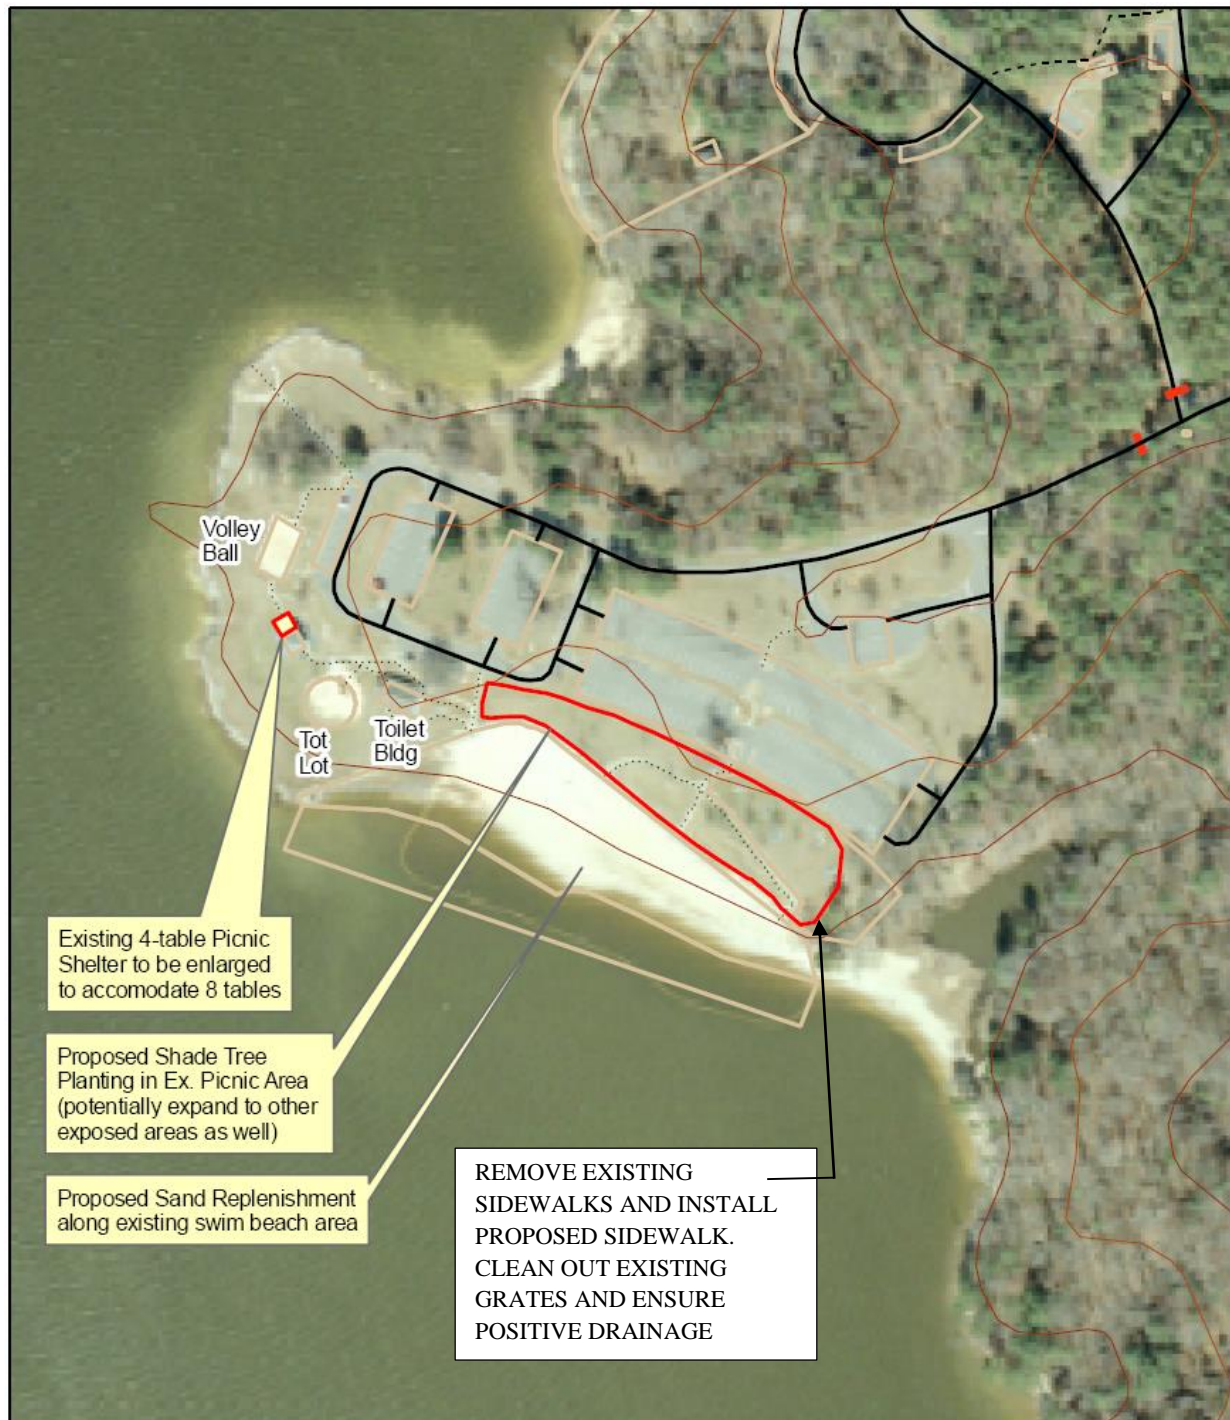 Volley
Ball
Tot
Lot
Toilet
Bldg
Existing 4-table Picnic
Shelter to be enlarged
to accomodate 8 tables
Proposed Shade Tree
Planting in Ex. Picnic Area
(potentially expand to other
exposed areas as well)
Proposed Sand Replenishment
along existing swim beach area
REMOVE EXISTING
SIDEWALKS AND INSTALL
PROPOSED SIDEWALK.
CLEAN OUT EXISTING
GRATES AND ENSURE
POSITIVE DRAINAGE